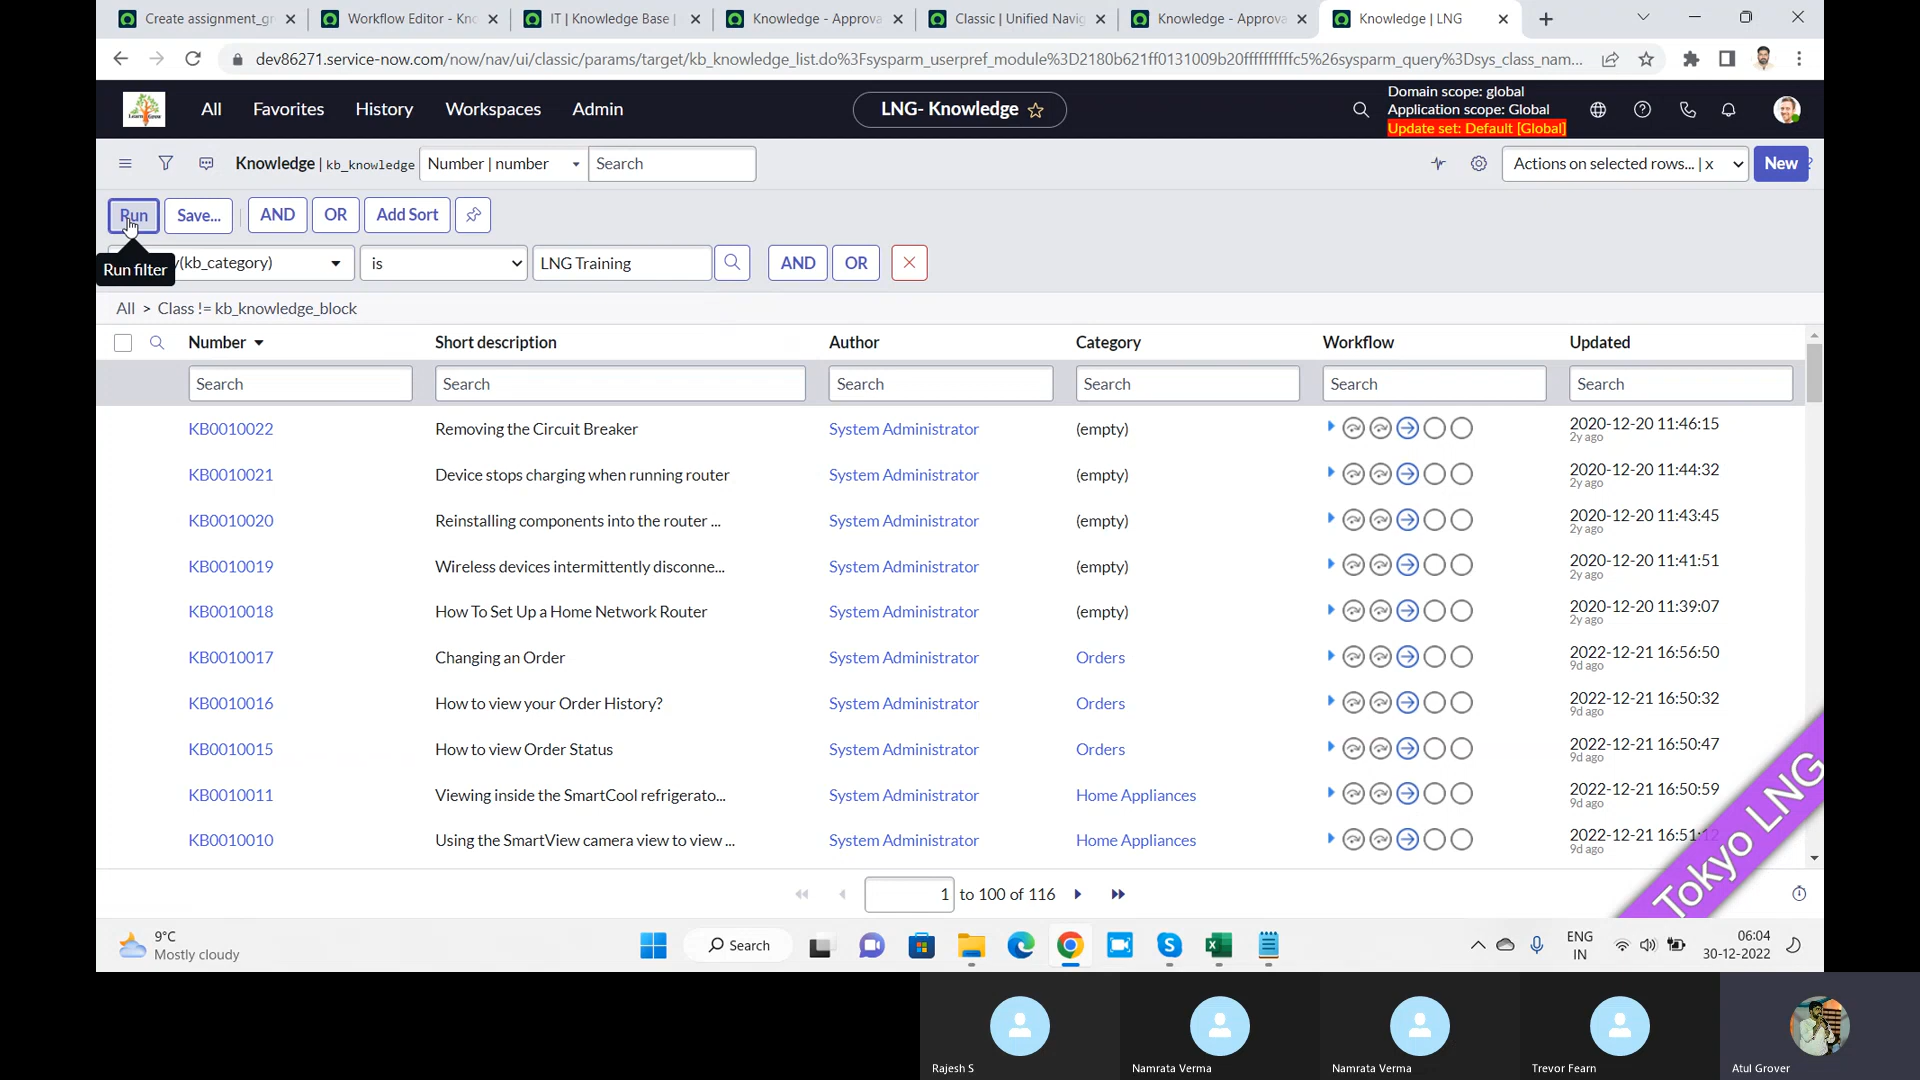 Create assignment_gr
Workflow Editor - Kno
IT | Knowledge Base |
Knowledge - Approva
Classic | Unified Navig
Knowledge - Approva
Knowledge | LNG
dev86271.service-now.com/now/nav/ui/classic/params/target/kb_knowledge_list.do%3Fsysparm_userpref_module%3D2180b621ff0131009b20ffffffffffc5%26sysparm_query%3Dsys_class_nam...
All Favorites History Workspaces Admin
LNG- Knowledge
Domain scope: global
Application scope: Global
Update set: Default [Global]
Knowledge | kb_knowledge
Number | number
Search
Actions on selected rows... | x
New
Run Save... AND OR Add Sort
y(kb_category) is LNG Training AND OR
Run filter
All > Class != kb_knowledge_block
Number Short description Author Category Workflow Updated
Search Search Search Search Search Search
KB0010022 Removing the Circuit Breaker System Administrator (empty) 2020-12-20 11:46:15
2y ago
KB0010021 Device stops charging when running router System Administrator (empty) 2020-12-20 11:44:32
2y ago
KB0010020 Reinstalling components into the router ... System Administrator (empty) 2020-12-20 11:43:45
2y ago
KB0010019 Wireless devices intermittently disconne... System Administrator (empty) 2020-12-20 11:41:51
2y ago
KB0010018 How To Set Up a Home Network Router System Administrator (empty) 2020-12-20 11:39:07
2y ago
KB0010017 Changing an Order System Administrator Orders 2022-12-21 16:56:50
9d ago
KB0010016 How to view your Order History? System Administrator Orders 2022-12-21 16:50:32
9d ago
KB0010015 How to view Order Status System Administrator Orders 2022-12-21 16:50:47
9d ago
KB0010011 Viewing inside the SmartCool refrigerato... System Administrator Home Appliances 2022-12-21 16:50:59
9d ago
KB0010010 Using the SmartView camera view to view ... System Administrator Home Appliances 2022-12-21 16:51:12
9d ago
Tokyo LNG
1 to 100 of 116
9°C
Mostly cloudy
Search
ENG
IN
06:04
30-12-2022
Rajesh S
Namrata Verma
Namrata Verma
Trevor Fearn
Atul Grover